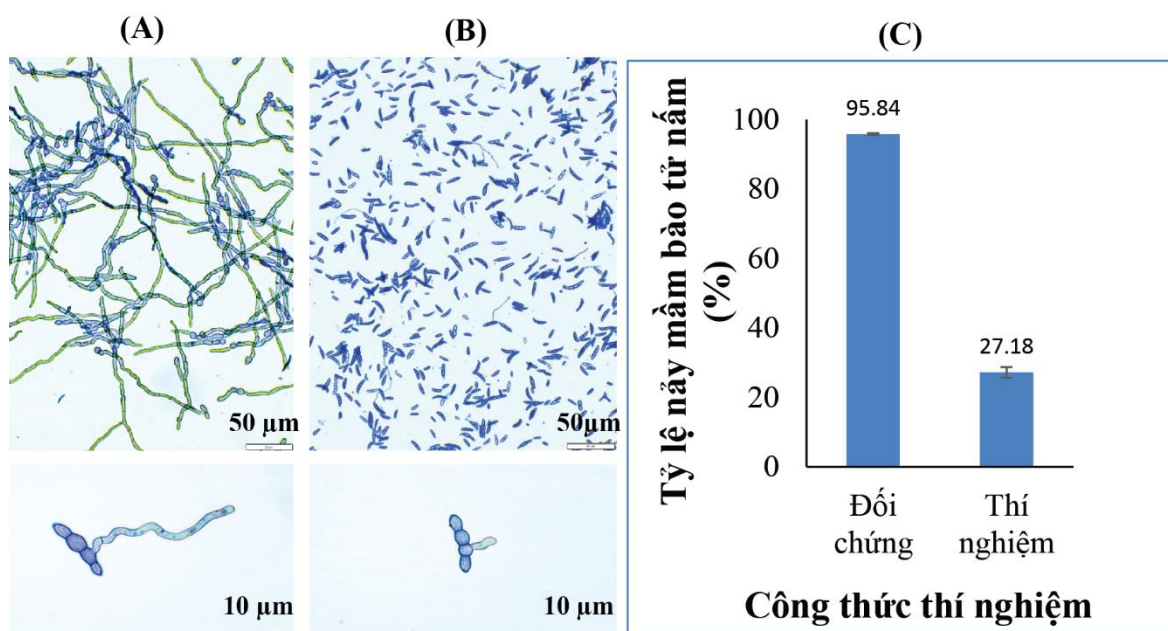 (A)
(B)
(C)
50 µm
50µm
10 µm
10 µm
Tỷ lệ nảy mầm bào tử nấm
(%)
100
80
60
40
20
0
95.84
27.18
Đối
chứng
Thí
nghiệm
Công thức thí nghiệm